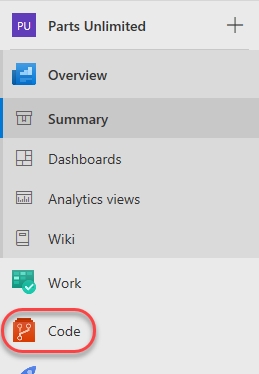 PU Parts Unlimited
Overview
Summary
Dashboards
Analytics views
Wiki
Work
Code